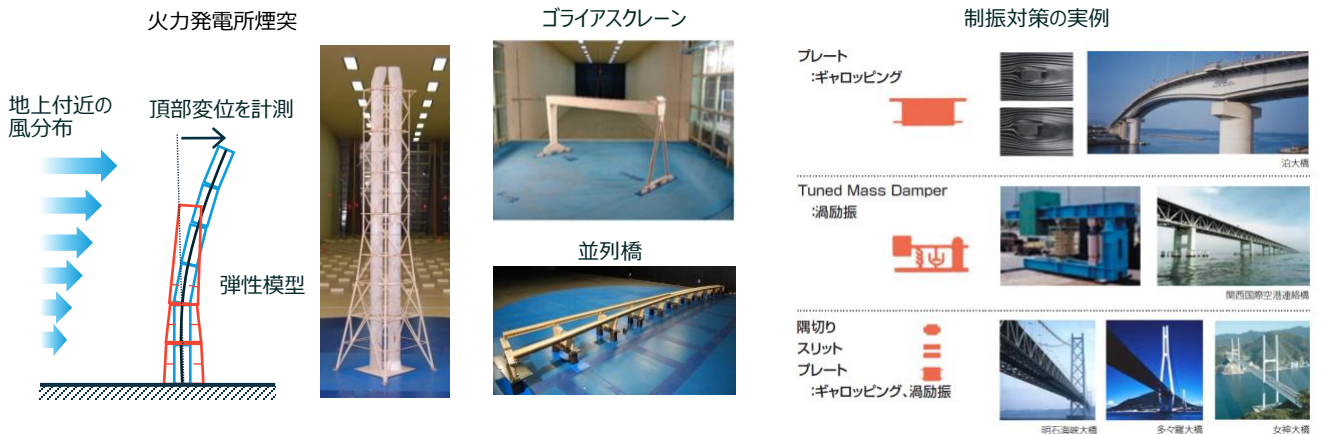 火力発電所煙突
地上付近の
風分布
頂部変位を計測
弾性模型
ゴライアスクレーン
並列橋
制振対策の実例
プレート
:ギャロッピング
泊大橋
Tuned Mass Damper
:渦励振
関西国際空港連絡橋
隅切り
スリット
プレート
:ギャロッピング、渦励振
明石海峡大橋
多々羅大橋
女神大橋